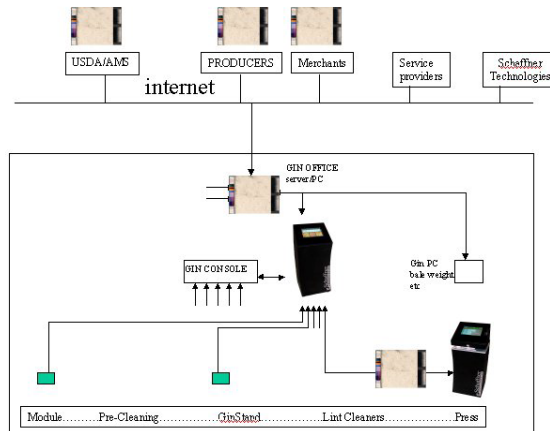 USDA/AMS
PRODUCERS
Merchants
Service
providers
Schaffner
Technologies
internet
GIN OFFICE
server/PC
GIN CONSOLE
Gin PC
bale weight
etc
Module.........Pre-Cleaning............GinStand............Lint Cleaners.................Press